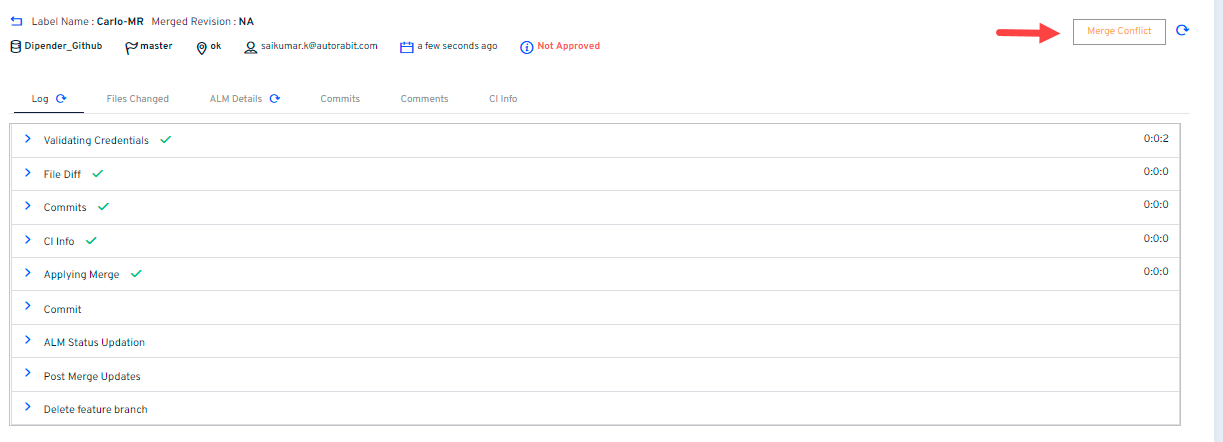 Label Name : Carlo-MR Merged Revision : NA
Merge Conflict
Dipender_Github master ok saikumar.k@autorabit.com a few seconds ago Not Approved
Log Files Changed ALM Details Commits Comments CI Info
Validating Credentials 0:0:2
File Diff 0:0:0
Commits 0:0:0
CI Info 0:0:0
Applying Merge 0:0:0
Commit
ALM Status Updation
Post Merge Updates
Delete feature branch